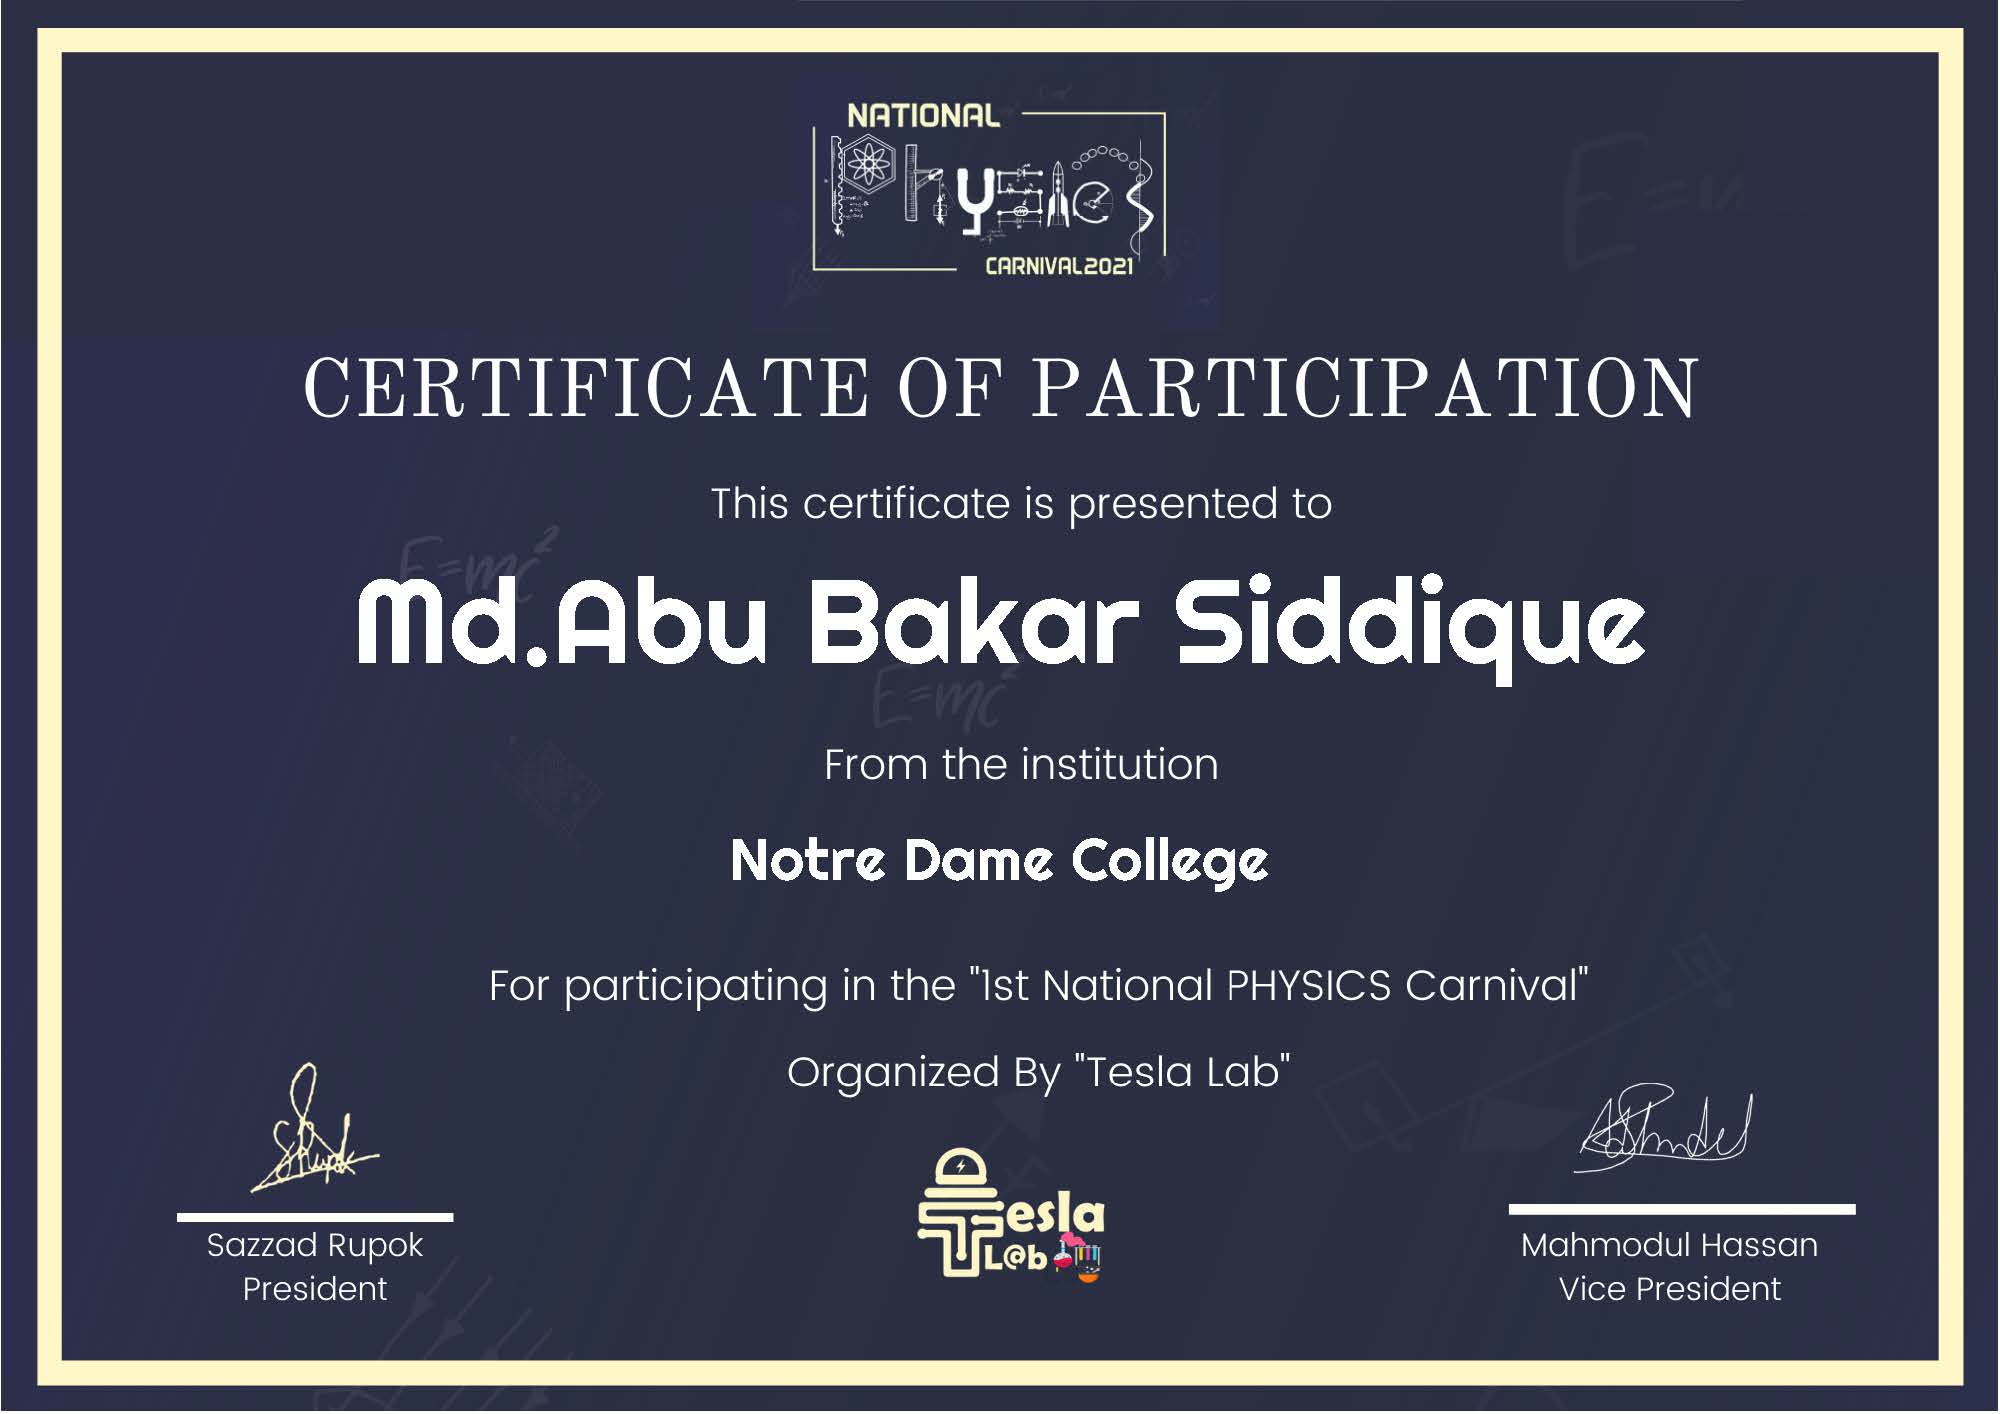 NATIONAL
PHYSICS
CARNIVAL2021
CERTIFICATE OF PARTICIPATION
This certificate is presented to
E=mc²
Md.Abu Bakar Siddique
E=mc²
From the institution
Notre Dame College
For participating in the "1st National PHYSICS Carnival"
Organized By "Tesla Lab"
Tesla
L@b
Sazzad Rupok
President
Mahmodul Hassan
Vice President